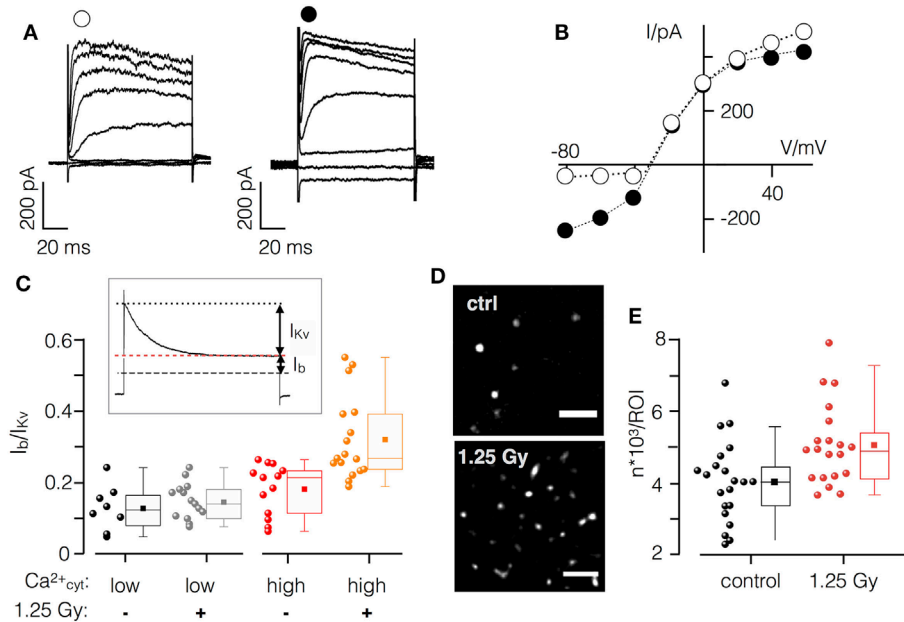 A
200 pA
20 ms
200 pA
20 ms
B
I/pA
200
-80
V/mV
40
-200
C
I_Kv
I_b
0.6
0.4
0.2
0
I_b/I_Kv
Ca²⁺cyt: low low high high
1.25 Gy: - + - +
D
ctrl
1.25 Gy
E
8
6
4
2
n*10³/ROI
control 1.25 Gy